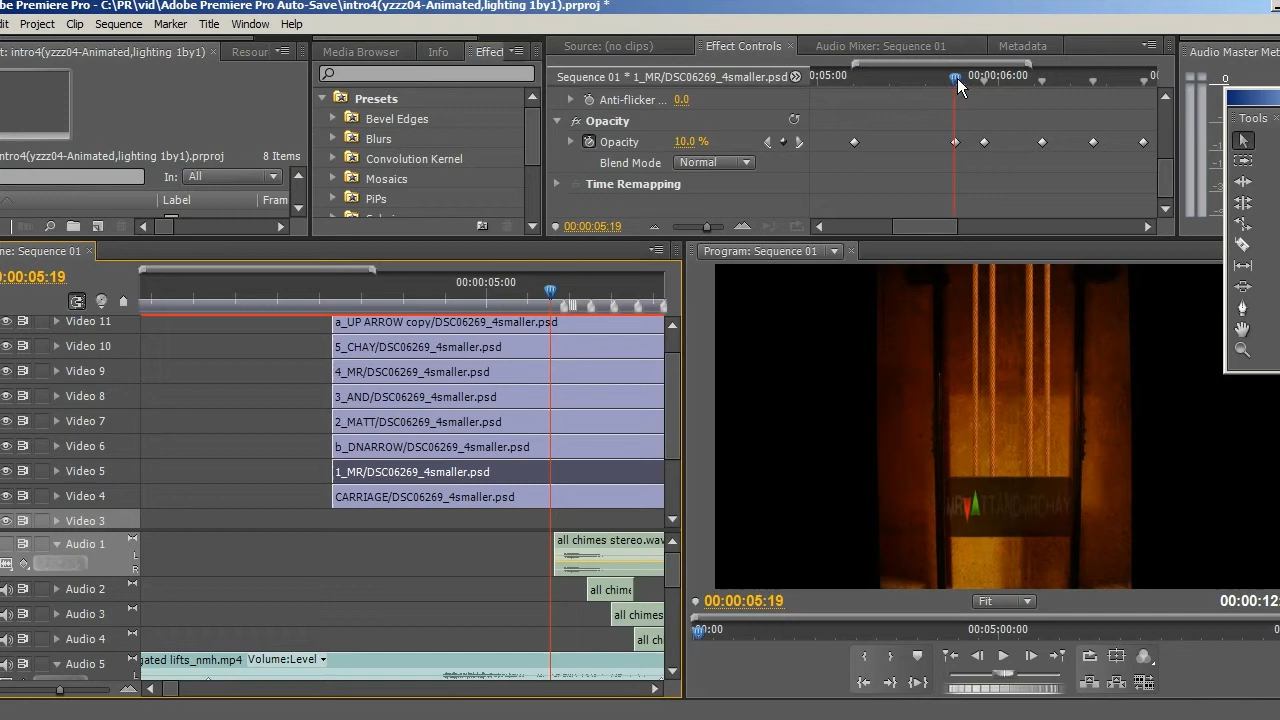 obe Premiere Pro - C:\PR\vid\Adobe Premiere Pro Auto-Save\intro4(yzzz04-Animated,lighting 1by1).prproj *
dit Project Clip Sequence Marker Title Window Help
t: intro4(yzzz04-Animated,lighting 1by1) Resour
Media Browser Info Effect
Source: (no clips) Effect Controls Audio Mixer: Sequence 01 Metadata
Audio Master Met
ntro4(yzzz04-Animated,lighting 1by1).prproj
8 Items
In: All
Label Fram
Presets
Bevel Edges
Blurs
Convolution Kernel
Mosaics
PiPs
Sequence 01 * 1_MR/DSC06269_4smaller.psd
0:05:00 00:00:06:00 00
Anti-flicker ... 0.0
fx Opacity
Opacity 10.0 %
Blend Mode Normal
Time Remapping
00:00:05:19
0
Tools
ne: Sequence 01
0:00:05:19
00:00:05:00
Video 11 a_UP ARROW copy/DSC06269_4smaller.psd
Video 10 5_CHAY/DSC06269_4smaller.psd
Video 9 4_MR/DSC06269_4smaller.psd
Video 8 3_AND/DSC06269_4smaller.psd
Video 7 2_MATT/DSC06269_4smaller.psd
Video 6 b_DNARROW/DSC06269_4smaller.psd
Video 5 1_MR/DSC06269_4smaller.psd
Video 4 CARRIAGE/DSC06269_4smaller.psd
Video 3
Audio 1 all chimes stereo.wav
L
R
Audio 2 all chime
Audio 3 all chimes
Audio 4 all ch
Audio 5 gated lifts_nmh.mp4 Volume:Level
L
Program: Sequence 01
00:00:05:19 Fit 00:00:12:
00:00 00:05:00:00 0